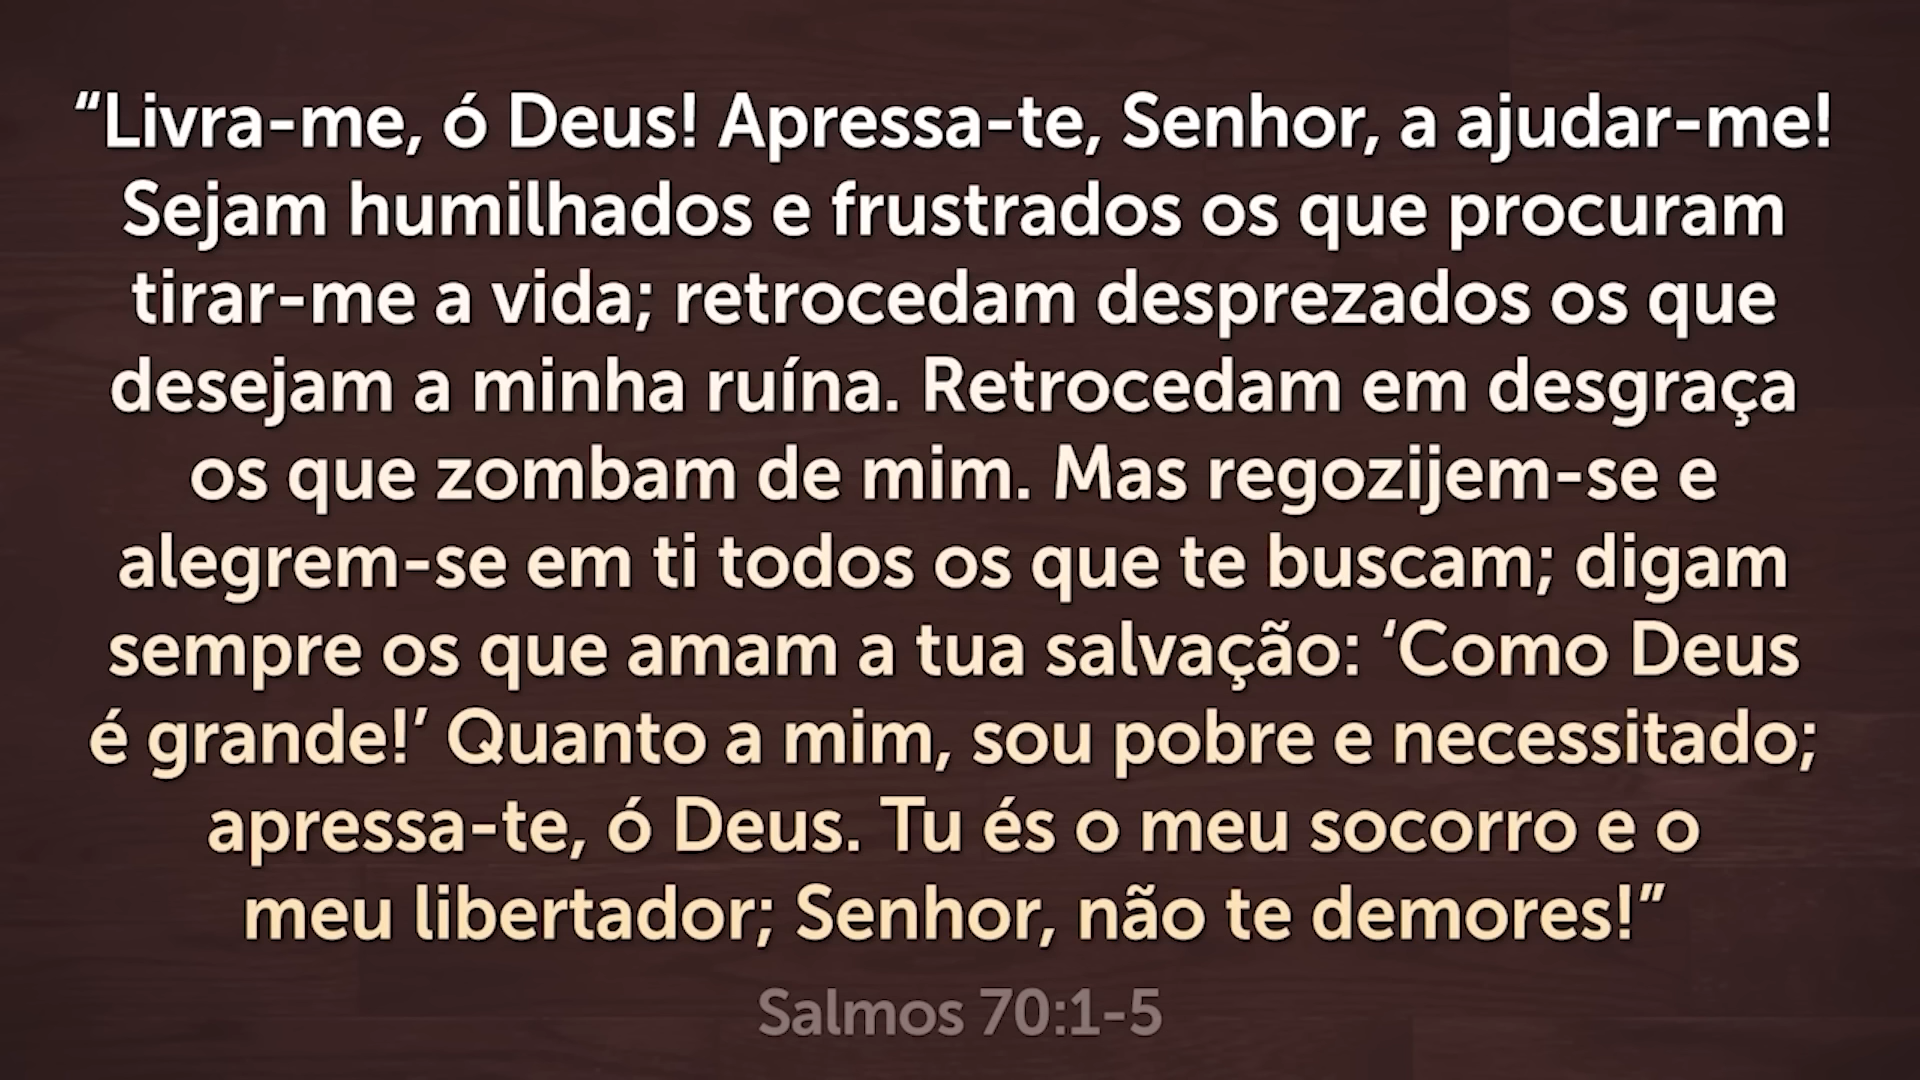 “Livra-me, ó Deus! Apressa-te, Senhor, a ajudar-me!
Sejam humilhados e frustrados os que procuram
tirar-me a vida; retrocedam desprezados os que
desejam a minha ruína. Retrocedam em desgraça
os que zombam de mim. Mas regozijem-se e
alegrem-se em ti todos os que te buscam; digam
sempre os que amam a tua salvação: ‘Como Deus
é grande!’ Quanto a mim, sou pobre e necessitado;
apressa-te, ó Deus. Tu és o meu socorro e o
meu libertador; Senhor, não te demores!”
Salmos 70:1-5